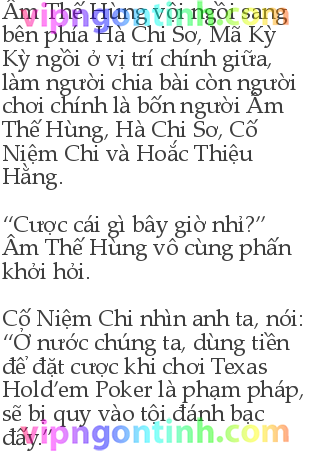 Âm Thế Hùng vội ngồi sang
vipngontinh.com
bên phía Hà Chi Sơ, Mã Kỳ
Kỳ ngồi ở vị trí chính giữa,
làm người chia bài còn người
chơi chính là bốn người Âm
Thế Hùng, Hà Chi Sơ, Cố
Niệm Chi và Hoắc Thiệu
Hằng.
“Cược cái gì bây giờ nhỉ?”
Âm Thế Hùng vô cùng phấn
khởi hỏi.
Cố Niệm Chi nhìn anh ta, nói:
“Ở nước chúng ta, dùng tiền
để đặt cược khi chơi Texas
Hold’em Poker là phạm pháp,
sẽ bị quy vào tội đánh bạc
đấy.”
vipngontinh.com